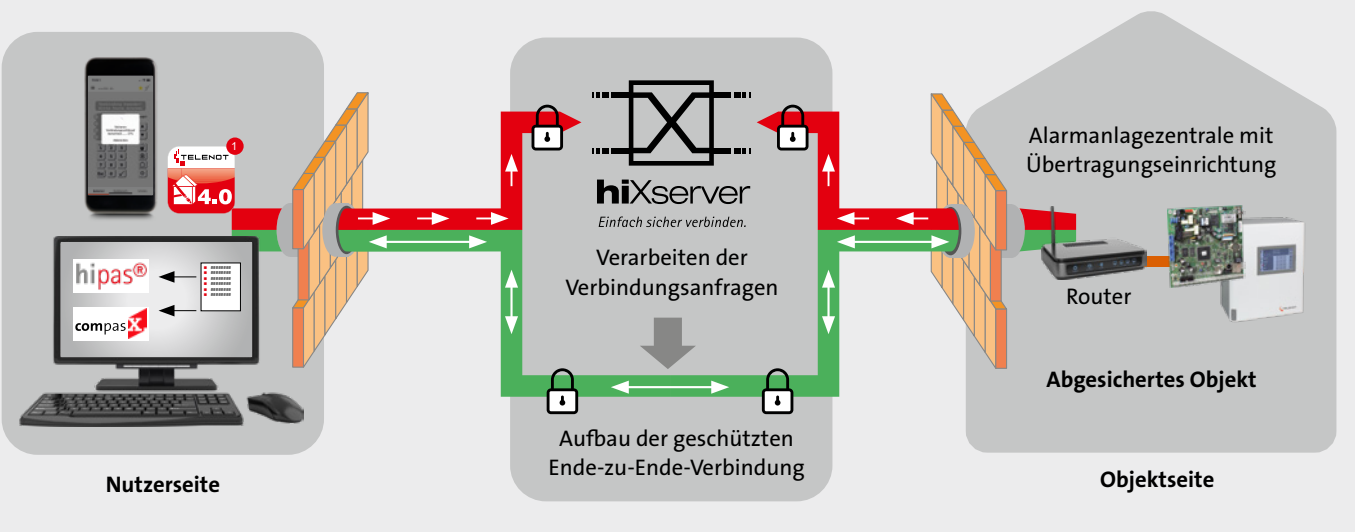 1
TELENOT
4.0
hipas®
compasX
Nutzerseite
hiXserver
Einfach sicher verbinden.
Verarbeiten der
Verbindungsanfragen
Aufbau der geschützten
Ende-zu-Ende-Verbindung
Alarmanlagezentrale mit
Übertragungseinrichtung
Router
Abgesichertes Objekt
Objektseite